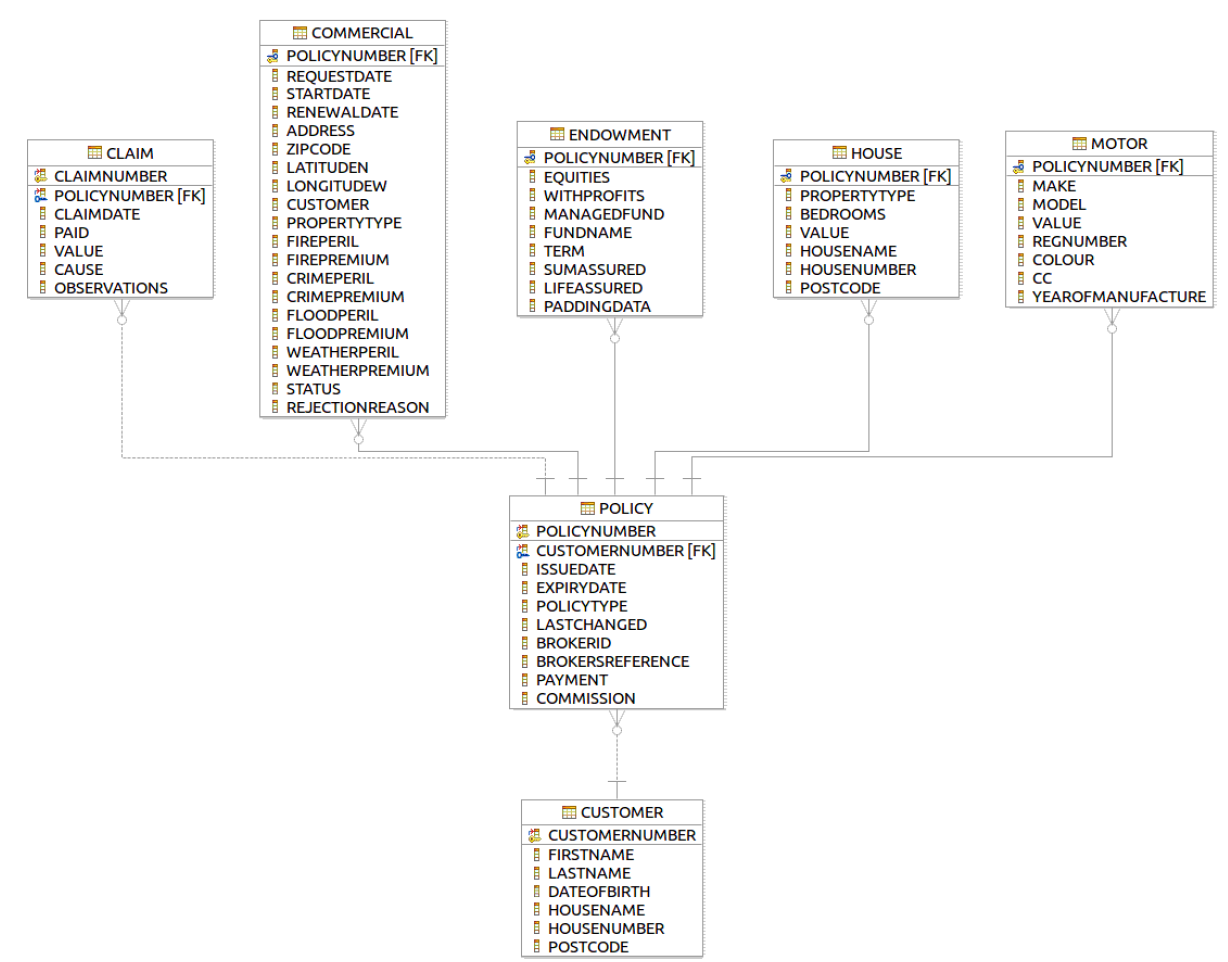 COMMERCIAL
POLICYNUMBER [FK]
REQUESTDATE
STARTDATE
RENEWALDATE
ADDRESS
ZIPCODE
LATITUDEN
LONGITUDEW
CUSTOMER
PROPERTYTYPE
FIREPERIL
FIREPREMIUM
CRIMEPERIL
CRIMEPREMIUM
FLOODPERIL
FLOODPREMIUM
WEATHERPERIL
WEATHERPREMIUM
STATUS
REJECTIONREASON
CLAIM
CLAIMNUMBER
POLICYNUMBER [FK]
CLAIMDATE
PAID
VALUE
CAUSE
OBSERVATIONS
ENDOWMENT
POLICYNUMBER [FK]
EQUITIES
WITHPROFITS
MANAGEDFUND
FUNDNAME
TERM
SUMASSURED
LIFEASSURED
PADDINGDATA
HOUSE
POLICYNUMBER [FK]
PROPERTYTYPE
BEDROOMS
VALUE
HOUSENAME
HOUSENUMBER
POSTCODE
MOTOR
POLICYNUMBER [FK]
MAKE
MODEL
VALUE
REGNUMBER
COLOUR
CC
YEAROFMANUFACTURE
POLICY
POLICYNUMBER
CUSTOMERNUMBER [FK]
ISSUEDATE
EXPIRYDATE
POLICYTYPE
LASTCHANGED
BROKERID
BROKERSREFERENCE
PAYMENT
COMMISSION
CUSTOMER
CUSTOMERNUMBER
FIRSTNAME
LASTNAME
DATEOFBIRTH
HOUSENAME
HOUSENUMBER
POSTCODE